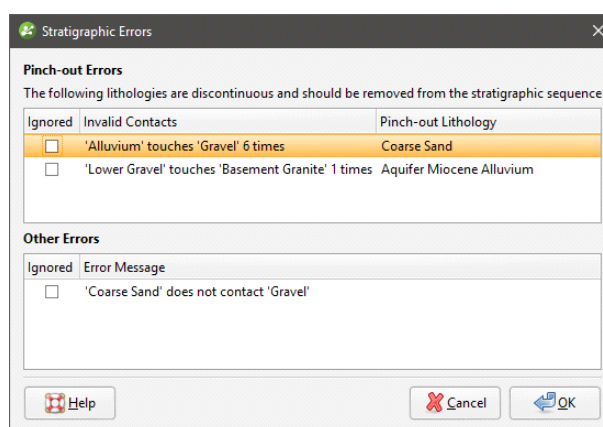 Stratigraphic Errors
Pinch-out Errors
The following lithologies are discontinuous and should be removed from the stratigraphic sequence
Ignored Invalid Contacts Pinch-out Lithology
'Alluvium' touches 'Gravel' 6 times Coarse Sand
'Lower Gravel' touches 'Basement Granite' 1 times Aquifer Miocene Alluvium
Other Errors
Ignored Error Message
'Coarse Sand' does not contact 'Gravel'
Help Cancel OK